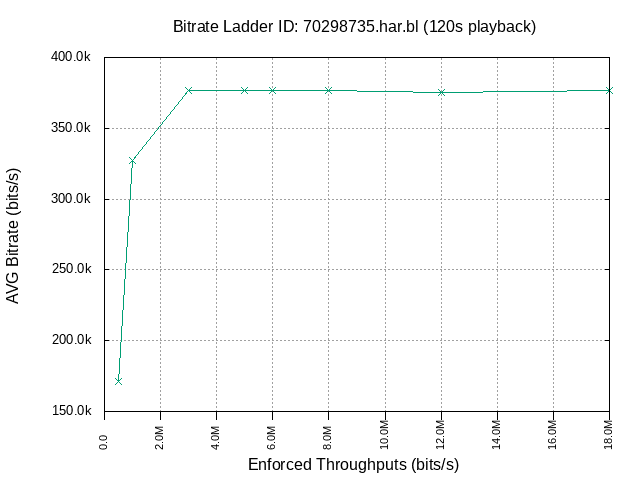 Bitrate Ladder ID: 70298735.har.bl (120s playback)
400.0k
350.0k
300.0k
250.0k
200.0k
150.0k
AVG Bitrate (bits/s)
0.0
2.0M
4.0M
6.0M
8.0M
10.0M
12.0M
14.0M
16.0M
18.0M
Enforced Throughputs (bits/s)